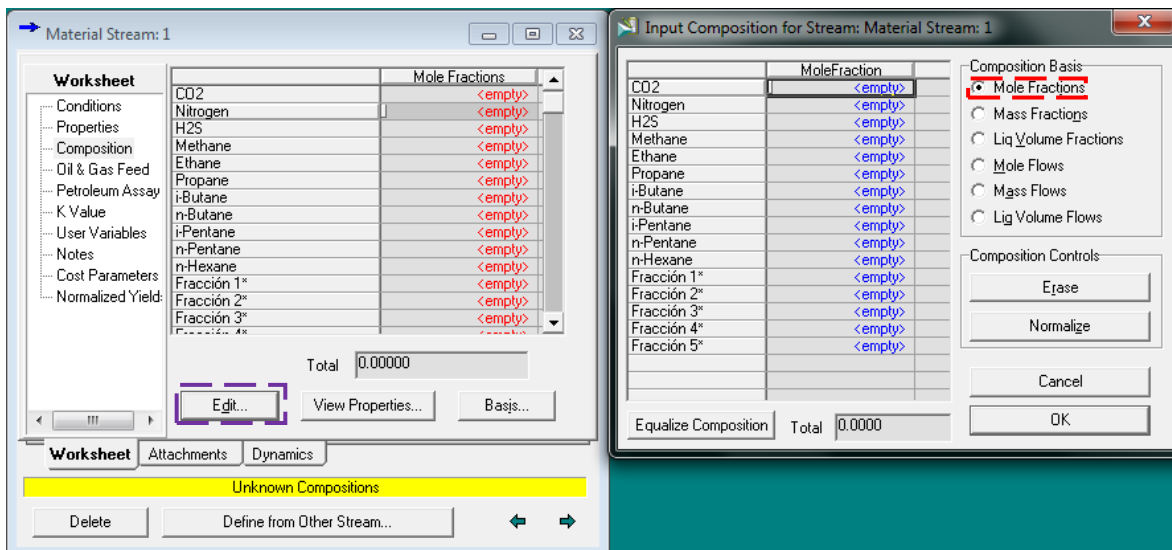 Material Stream: 1
Worksheet
Conditions
Properties
Composition
Oil & Gas Feed
Petroleum Assay
K Value
User Variables
Notes
Cost Parameters
Normalized Yields
Mole Fractions
CO2 <empty>
Nitrogen <empty>
H2S <empty>
Methane <empty>
Ethane <empty>
Propane <empty>
i-Butane <empty>
n-Butane <empty>
i-Pentane <empty>
n-Pentane <empty>
n-Hexane <empty>
Fracción 1* <empty>
Fracción 2* <empty>
Fracción 3* <empty>
Fracción 4* <empty>
Total 0.00000
Edit... View Properties... Basis...
Worksheet Attachments Dynamics
Unknown Compositions
Delete Define from Other Stream...
Input Composition for Stream: Material Stream: 1
MoleFraction
CO2 <empty>
Nitrogen <empty>
H2S <empty>
Methane <empty>
Ethane <empty>
Propane <empty>
i-Butane <empty>
n-Butane <empty>
i-Pentane <empty>
n-Pentane <empty>
n-Hexane <empty>
Fracción 1* <empty>
Fracción 2* <empty>
Fracción 3* <empty>
Fracción 4* <empty>
Fracción 5* <empty>
Equalize Composition Total 0.0000
Composition Basis
Mole Fractions
Mass Fractions
Liq Volume Fractions
Mole Flows
Mass Flows
Liq Volume Flows
Composition Controls
Erase
Normalize
Cancel
OK